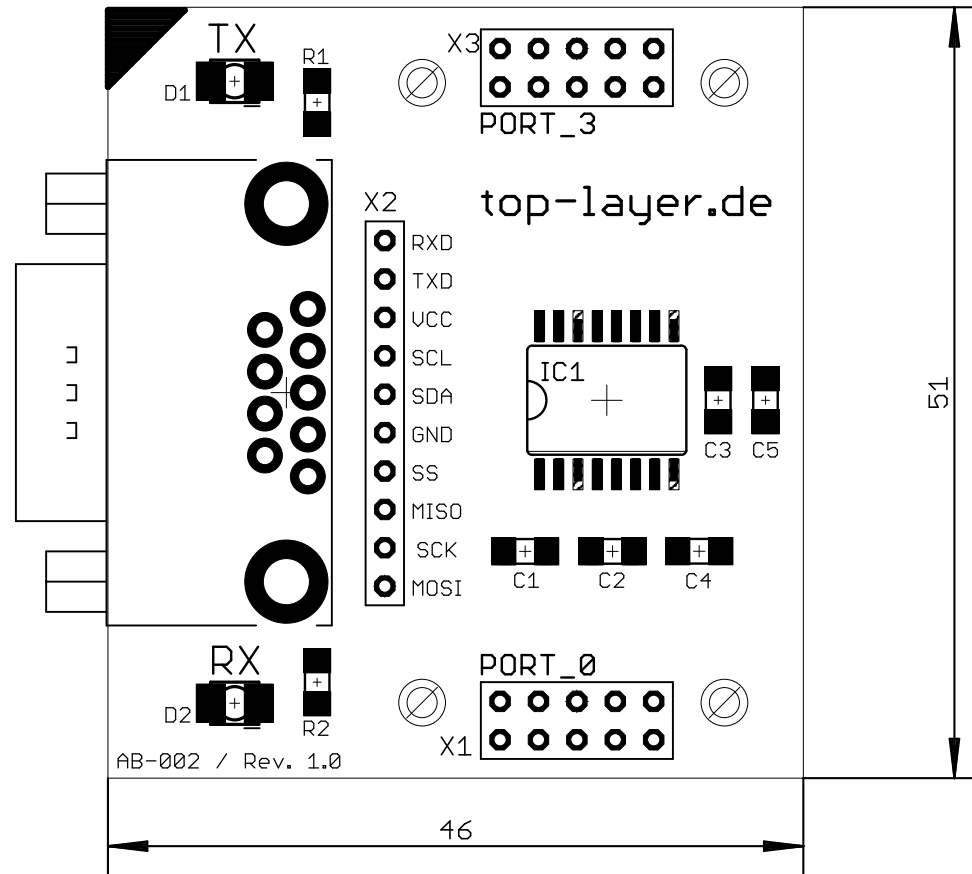 TX
R1
X3
D1
PORT_3
top-layer.de
X2
RXD
TXD
VCC
SCL
SDA
GND
SS
MISO
SCK
MOSI
IC1
C3
C5
C1
C2
C4
51
RX
PORT_0
D2
R2
X1
AB-002 / Rev. 1.0
46